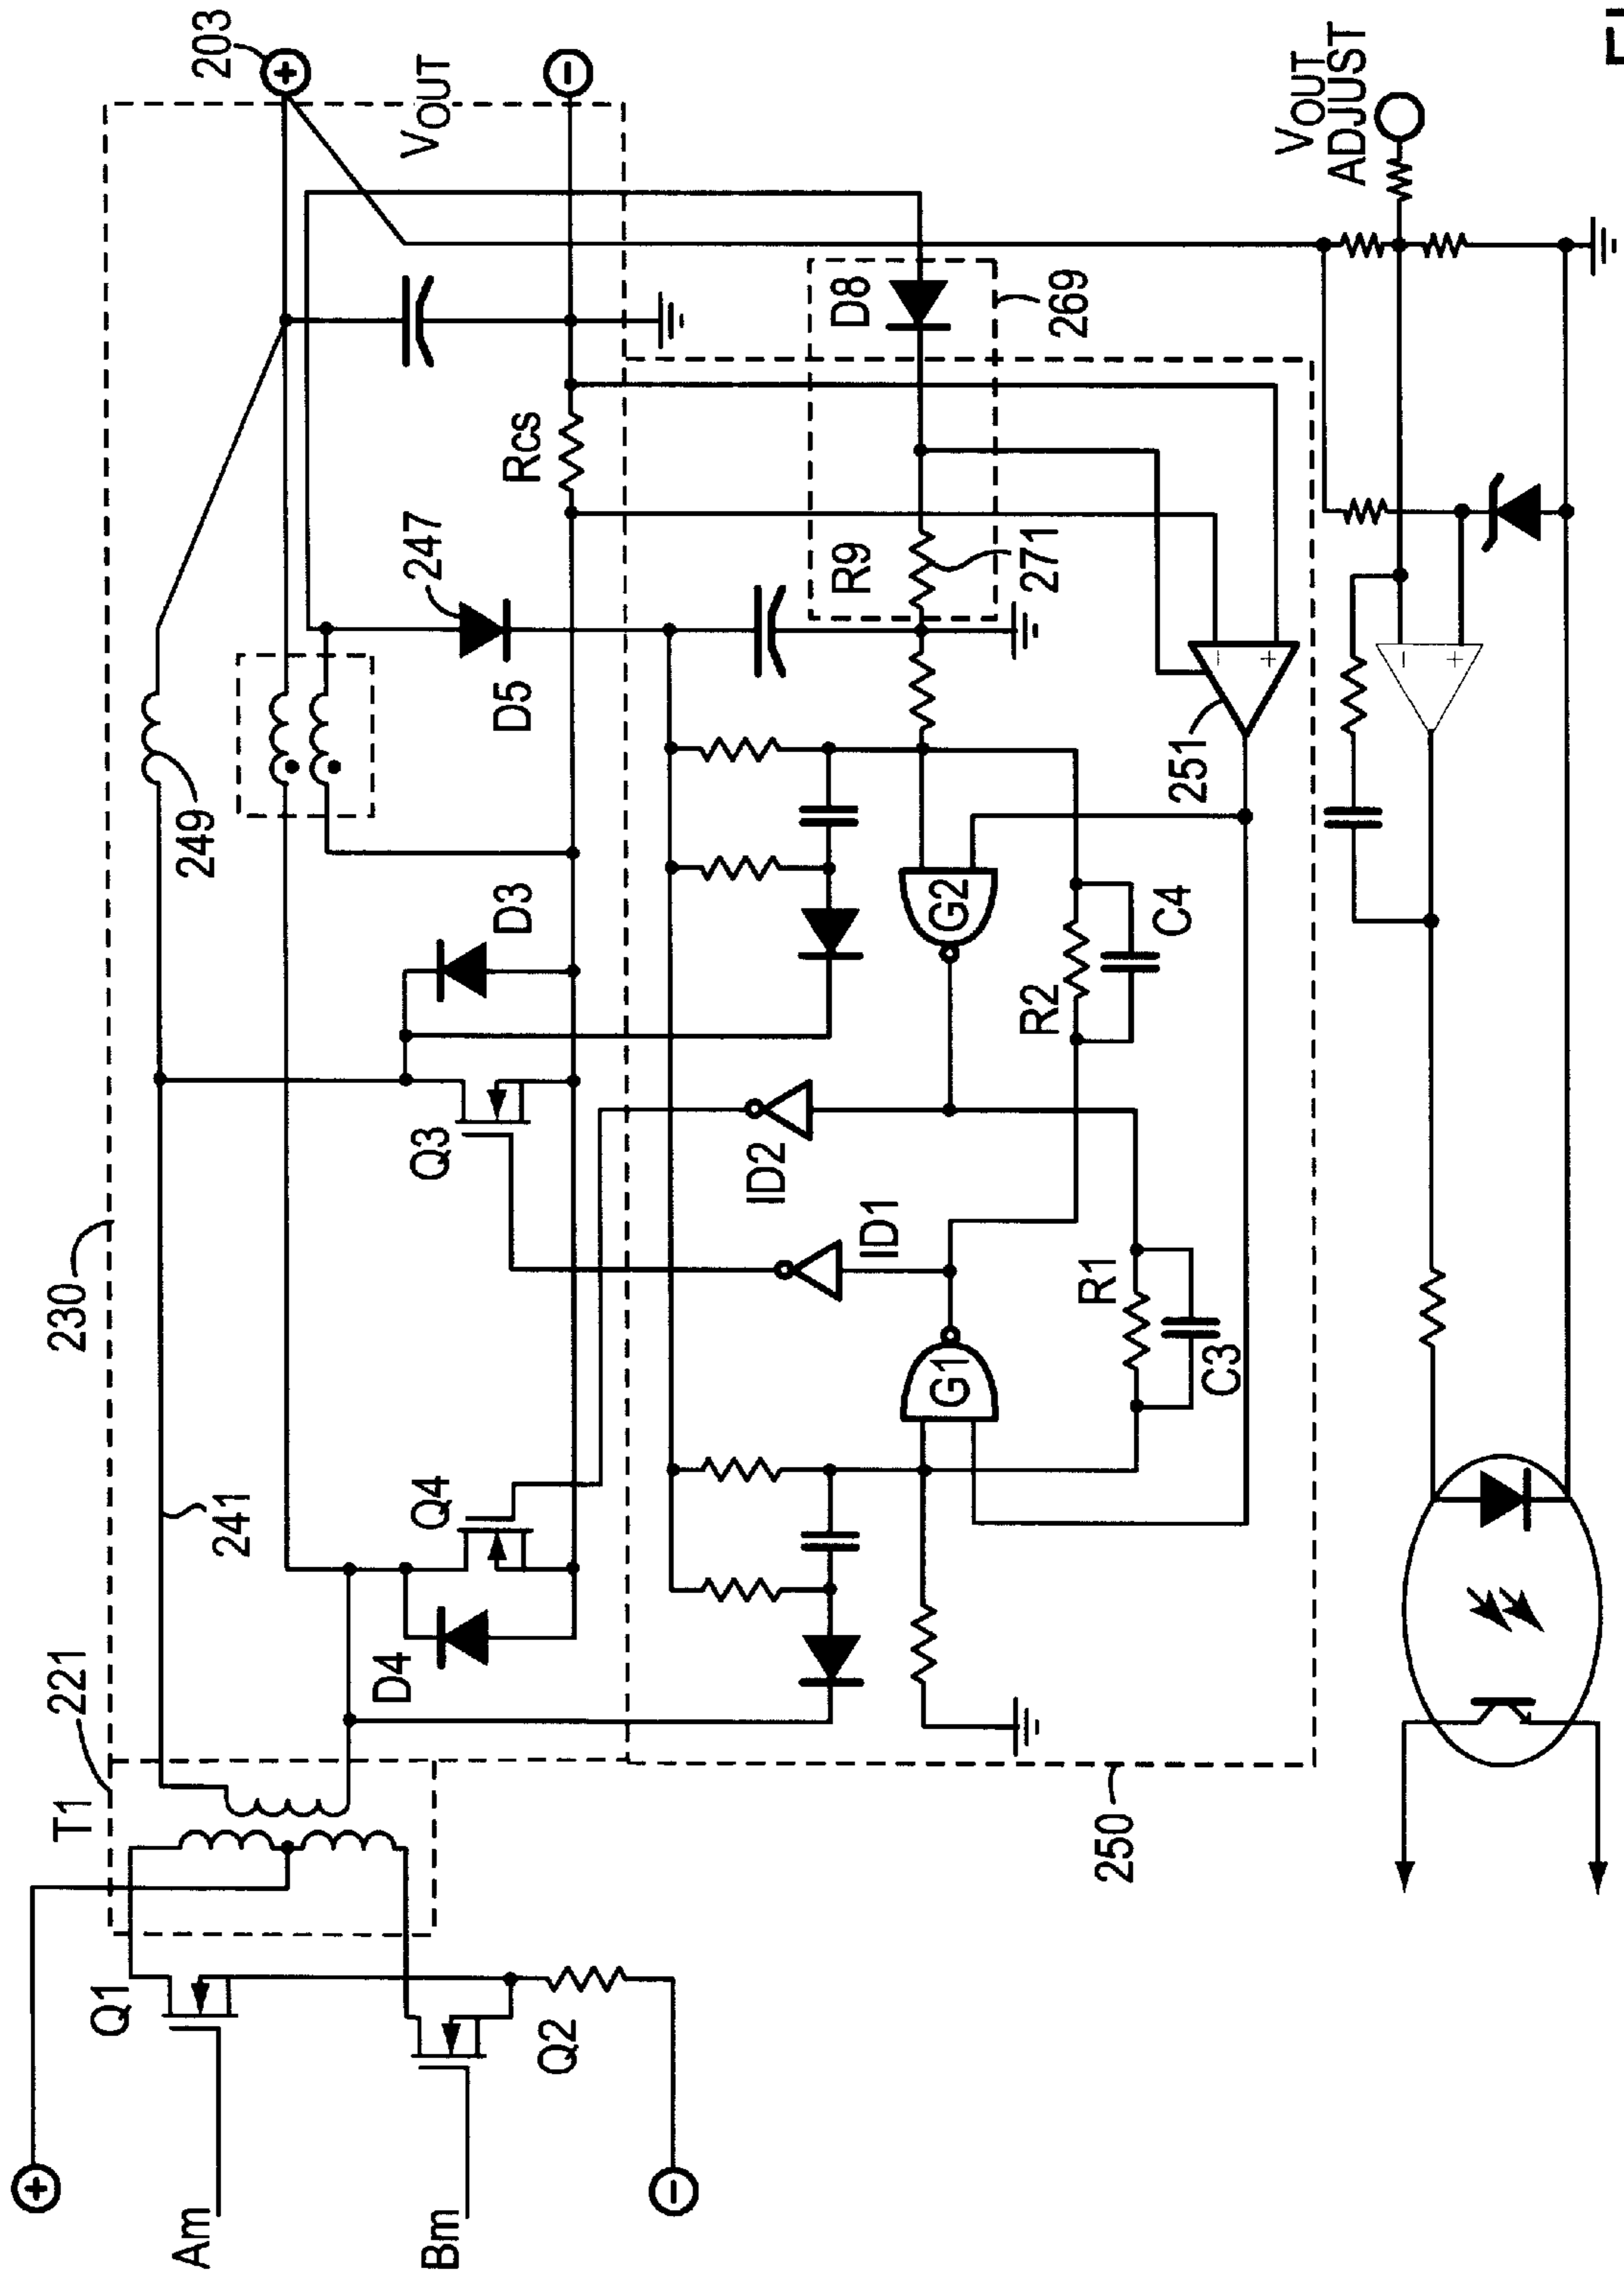 203
+
VOUT
-
VOUT
ADJUST
FI
D8
269
RCS
247
R9
271
D5
249
-
+
251
-
+
D3
G2
C4
R2
Q3
ID2
ID1
230
R1
G1
C3
Q4
241
D4
221
T1
250
Q1
Q2
+
Am
Bm
-